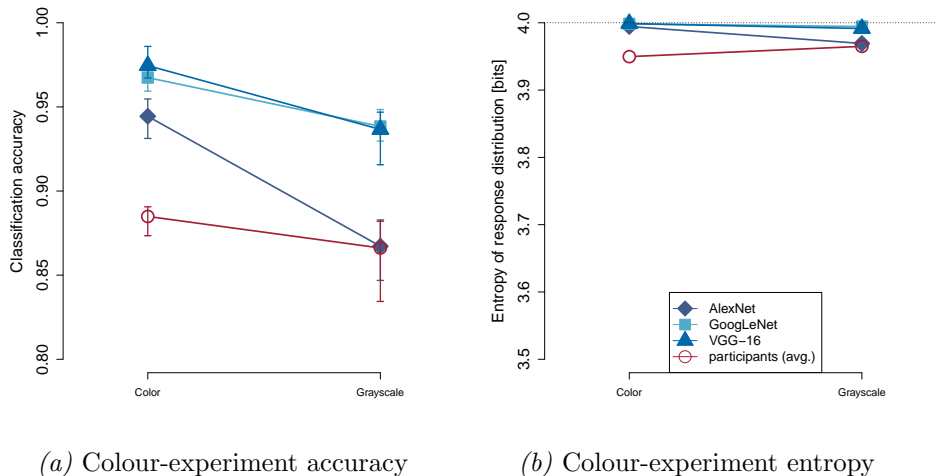 1.00
0.95
0.90
0.85
0.80
Classification accuracy
Color
Grayscale
(a) Colour-experiment accuracy
4.0
3.9
3.8
3.7
3.6
3.5
Entropy of response distribution [bits]
AlexNet
GoogLeNet
VGG−16
participants (avg.)
Color
Grayscale
(b) Colour-experiment entropy